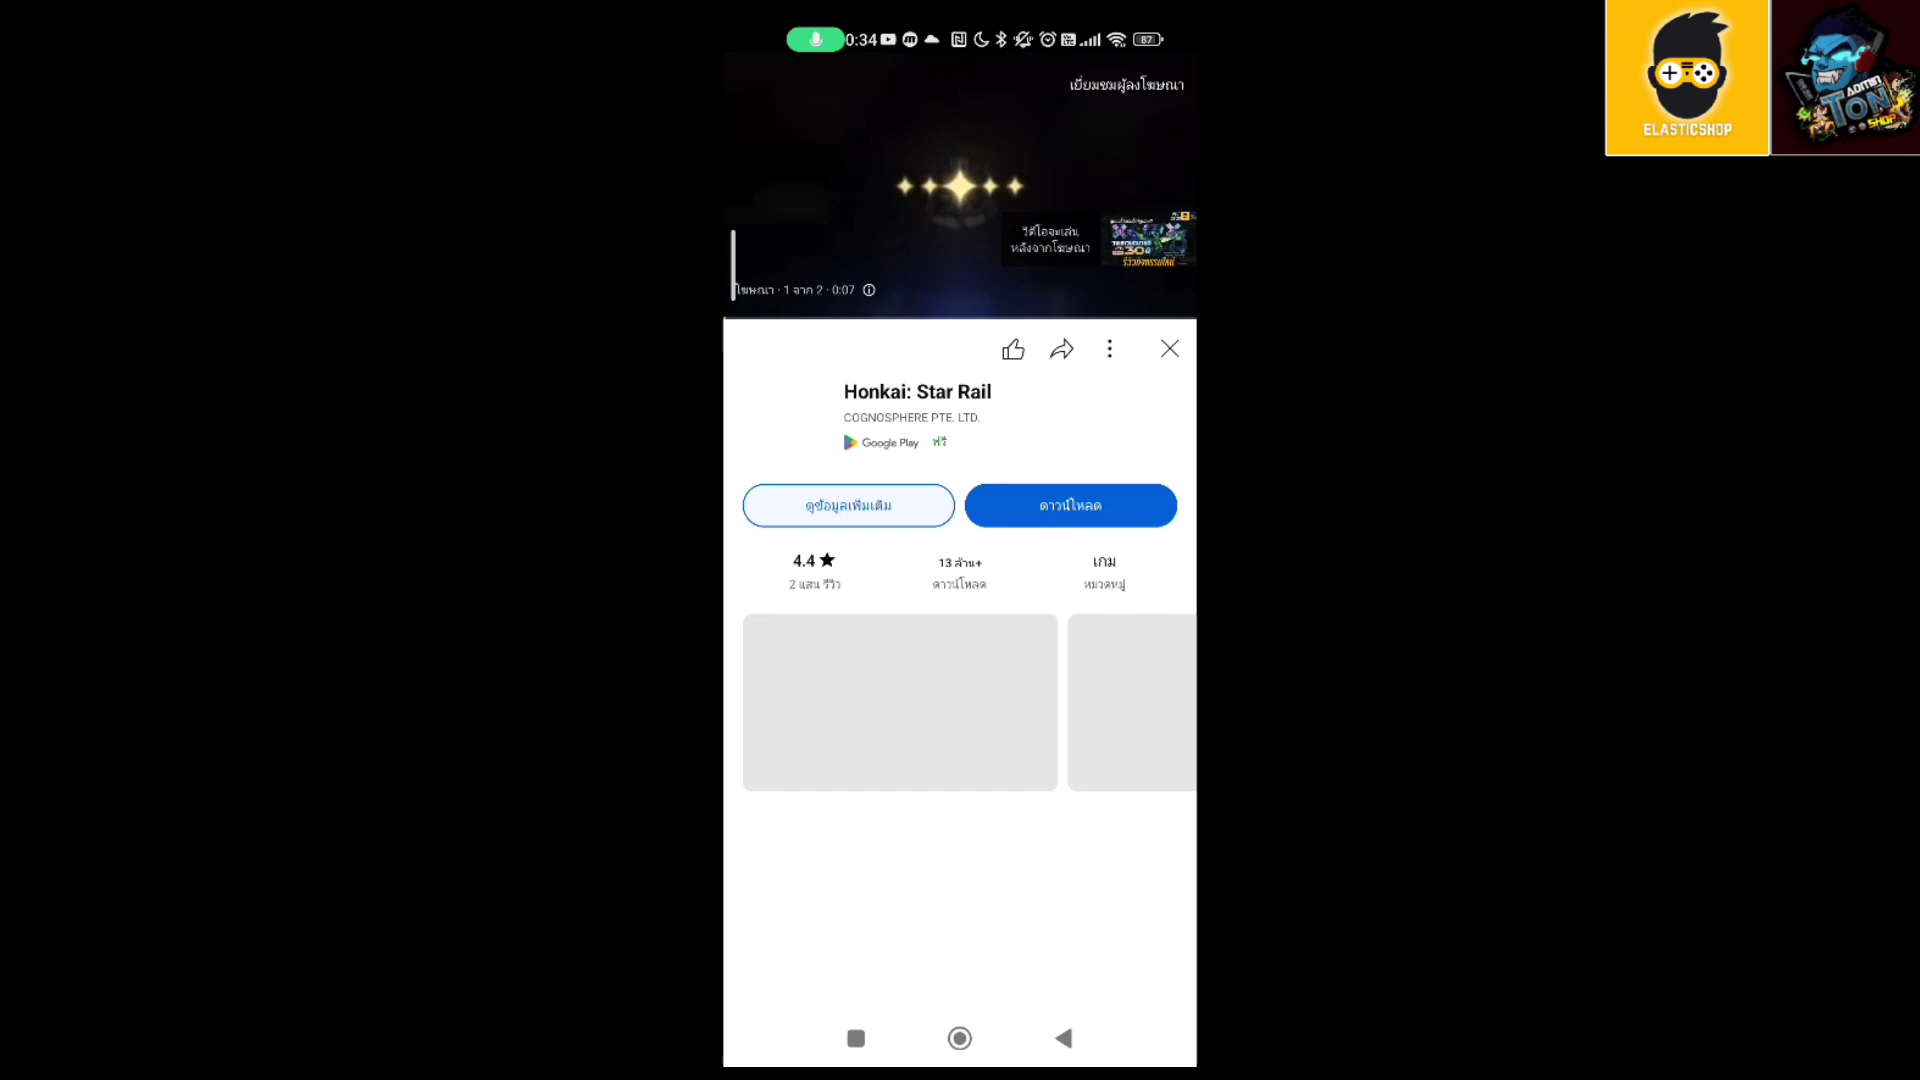 0:34
87
เยี่ยมชมผู้ลงโฆษณา
วิดีโอจะเล่น
หลังจากโฆษณา
30
โฆษณา · 1 จาก 2 · 0:07
Honkai: Star Rail
COGNOSPHERE PTE. LTD.
Google Play ฟรี
ดูข้อมูลเพิ่มเติม
ดาวน์โหลด
4.4 ★
13 ล้าน+
เกม
2 แสน รีวิว
ดาวน์โหลด
หมวดหมู่
ELASTICSHOP
ADMIN
TON
SHOP